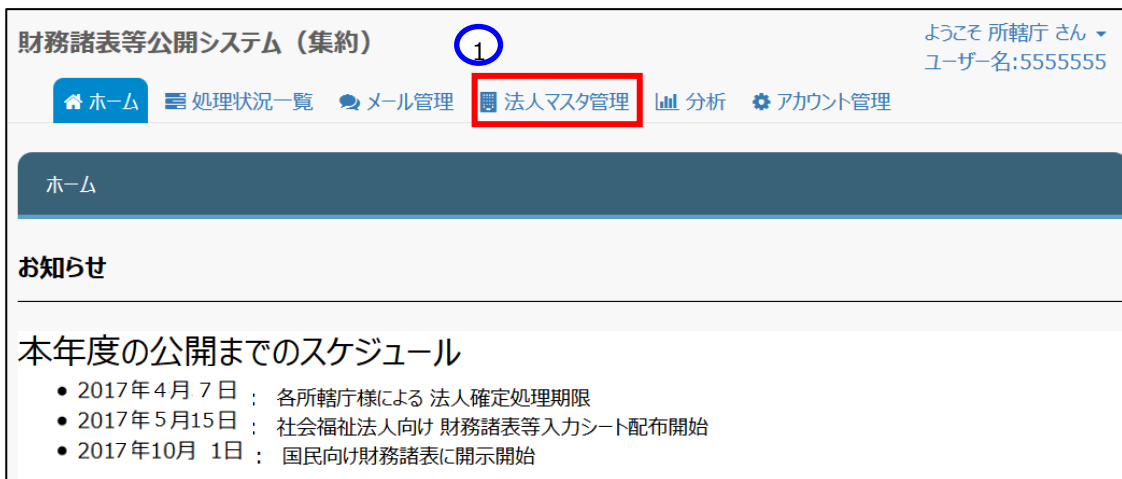 財務諸表等公開システム（集約）
1
ようこそ 所轄庁 さん
ユーザー名:5555555
ホーム 処理状況一覧 メール管理 法人マスタ管理 分析 アカウント管理
ホーム
お知らせ
本年度の公開までのスケジュール
• 2017年4月 7日 ： 各所轄庁様による 法人確定処理期限
• 2017年5月15日 ： 社会福祉法人向け 財務諸表等入力シート配布開始
• 2017年10月 1日 ： 国民向け財務諸表に開示開始